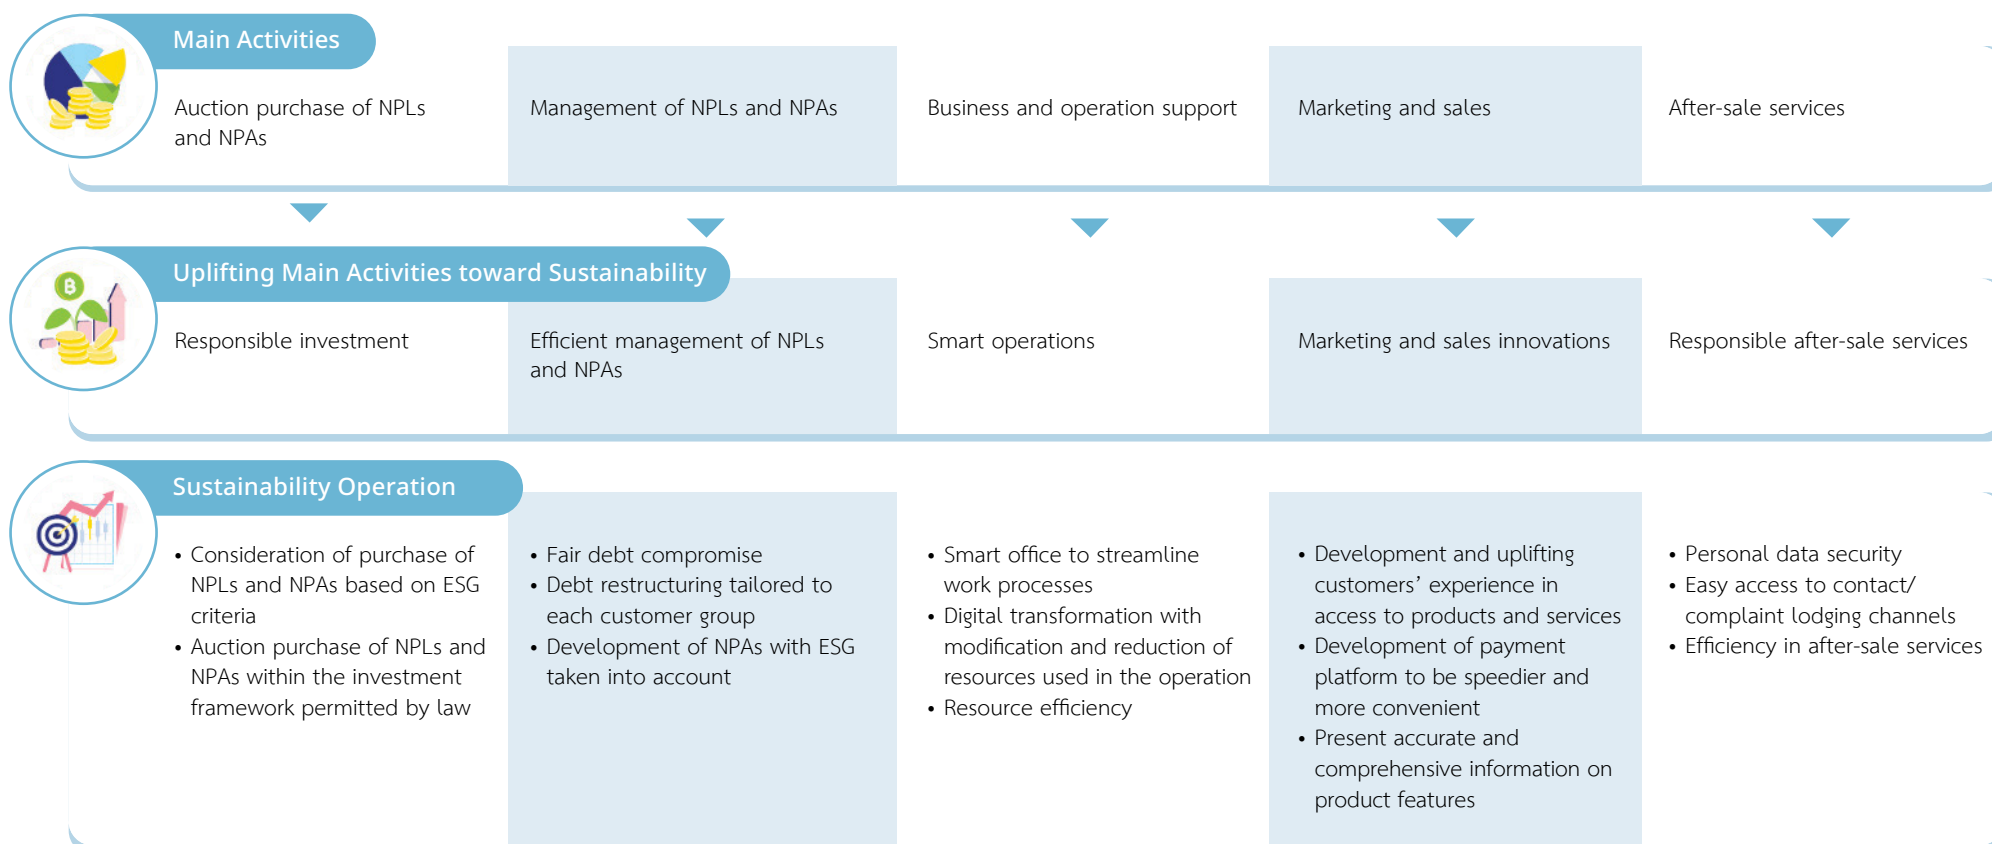 Main Activities
Auction purchase of NPLs
and NPAs
Management of NPLs and NPAs
Business and operation support
Marketing and sales
After-sale services
Uplifting Main Activities toward Sustainability
Responsible investment
Efficient management of NPLs
and NPAs
Smart operations
Marketing and sales innovations
Responsible after-sale services
Sustainability Operation
• Consideration of purchase of
NPLs and NPAs based on ESG
criteria
• Auction purchase of NPLs and
NPAs within the investment
framework permitted by law
• Fair debt compromise
• Debt restructuring tailored to
each customer group
• Development of NPAs with ESG
taken into account
• Smart office to streamline
work processes
• Digital transformation with
modification and reduction of
resources used in the operation
• Resource efficiency
• Development and uplifting
customers’ experience in
access to products and services
• Development of payment
platform to be speedier and
more convenient
• Present accurate and
comprehensive information on
product features
• Personal data security
• Easy access to contact/
complaint lodging channels
• Efficiency in after-sale services